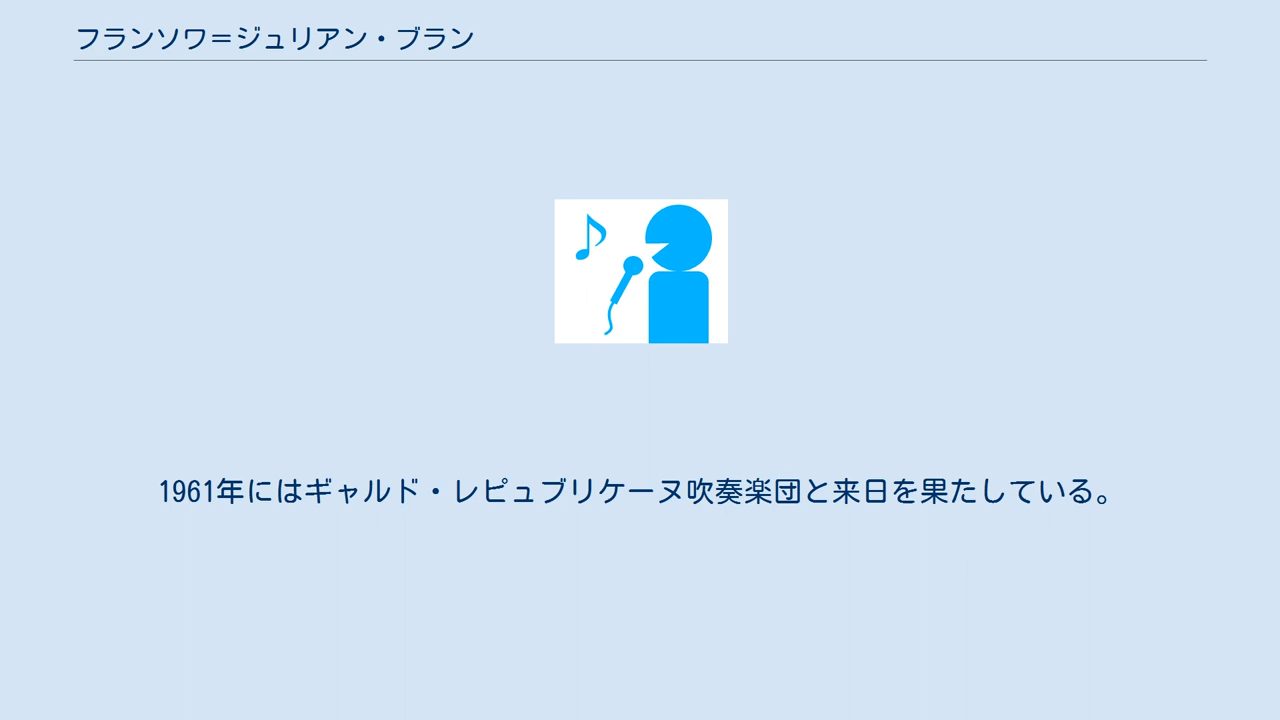 フランソワ＝ジュリアン・ブラン
1961年にはギャルド・レピュブリケーヌ吹奏楽団と来日を果たしている。